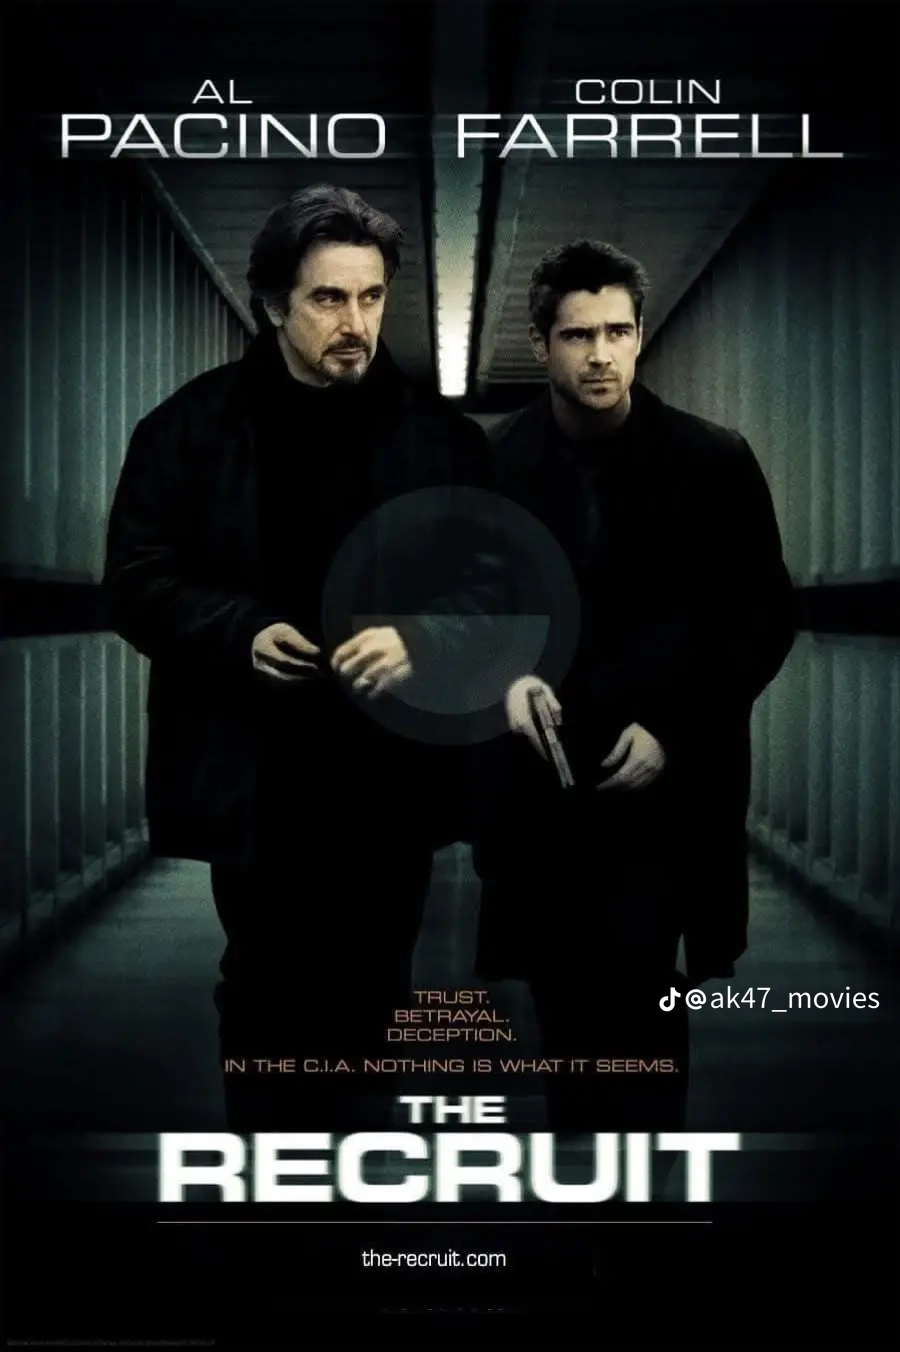 AL
PACINO
COLIN
FARRELL
@ak47_movies
TRUST.
BETRAYAL.
DECEPTION.
IN THE C.I.A. NOTHING IS WHAT IT SEEMS.
THE
RECRUIT
the-recruit.com